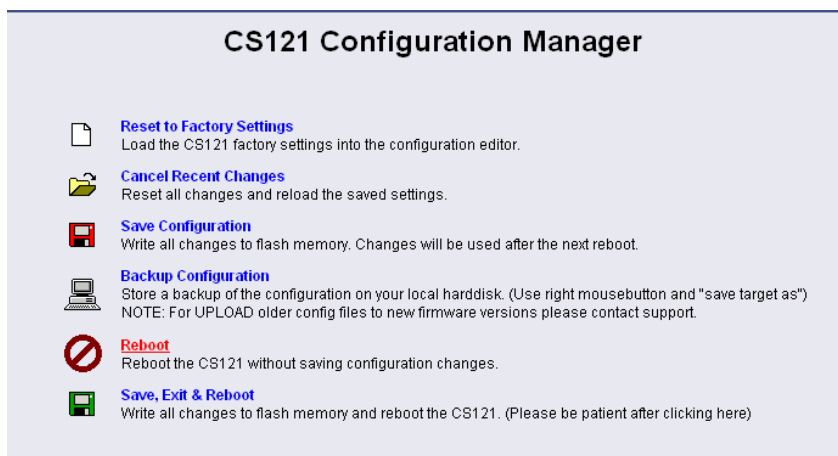 CS121 Configuration Manager
Reset to Factory Settings
Load the CS121 factory settings into the configuration editor.
Cancel Recent Changes
Reset all changes and reload the saved settings.
Save Configuration
Write all changes to flash memory. Changes will be used after the next reboot.
Backup Configuration
Store a backup of the configuration on your local harddisk. (Use right mousebutton and "save target as")
NOTE: For UPLOAD older config files to new firmware versions please contact support.
Reboot
Reboot the CS121 without saving configuration changes.
Save, Exit & Reboot
Write all changes to flash memory and reboot the CS121. (Please be patient after clicking here)